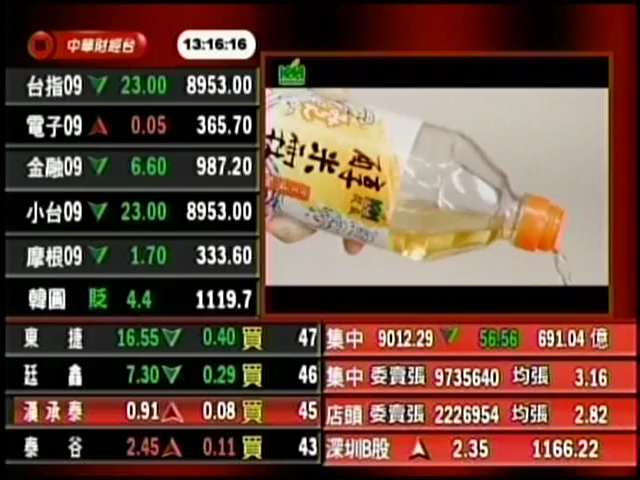 中華財經台 13:16:16
台指09 23.00 8953.00
電子09 0.05 365.70
金融09 6.60 987.20
小台09 23.00 8953.00
摩根09 1.70 333.60
韓圜 貶 4.4 1119.7
醇米霖
東 捷 16.55 0.40 買 47
廷 鑫 7.30 0.29 買 46
漢承泰 0.91 0.08 買 45
泰 谷 2.45 0.11 買 43
集中 9012.29 56.56 691.04 億
集中 委賣張 9735640 均張 3.16
店頭 委賣張 2226954 均張 2.82
深圳B股 2.35 1166.22